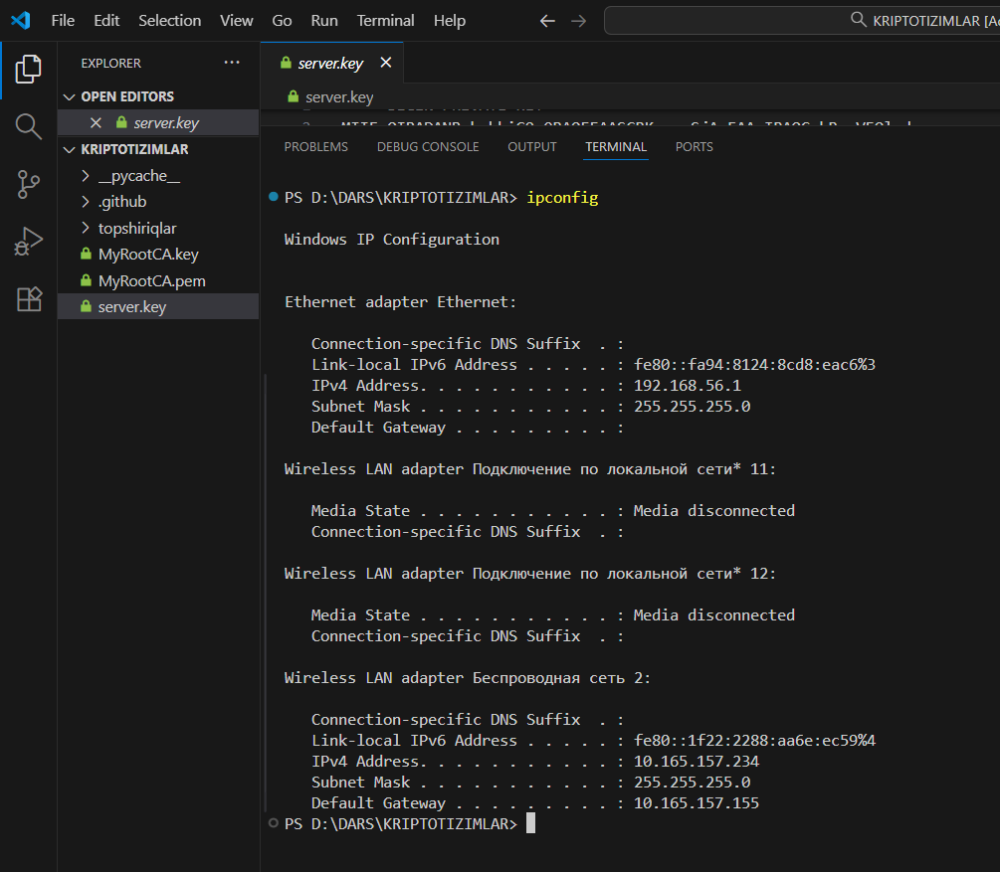 File Edit Selection View Go Run Terminal Help
KRIPTOTIZIMLAR
EXPLORER
server.key
OPEN EDITORS
server.key
server.key
KRIPTOTIZIMLAR
__pycache__
.github
topshiriqlar
MyRootCA.key
MyRootCA.pem
server.key
PROBLEMS DEBUG CONSOLE OUTPUT TERMINAL PORTS
PS D:\DARS\KRIPTOTIZIMLAR> ipconfig
Windows IP Configuration
Ethernet adapter Ethernet:
Connection-specific DNS Suffix . :
Link-local IPv6 Address . . . . . : fe80::fa94:8124:8cd8:eac6%3
IPv4 Address. . . . . . . . . . . : 192.168.56.1
Subnet Mask . . . . . . . . . . . : 255.255.255.0
Default Gateway . . . . . . . . . :
Wireless LAN adapter Подключение по локальной сети* 11:
Media State . . . . . . . . . . . : Media disconnected
Connection-specific DNS Suffix . :
Wireless LAN adapter Подключение по локальной сети* 12:
Media State . . . . . . . . . . . : Media disconnected
Connection-specific DNS Suffix . :
Wireless LAN adapter Беспроводная сеть 2:
Connection-specific DNS Suffix . :
Link-local IPv6 Address . . . . . : fe80::1f22:2288:aa6e:ec59%4
IPv4 Address. . . . . . . . . . . : 10.165.157.234
Subnet Mask . . . . . . . . . . . : 255.255.255.0
Default Gateway . . . . . . . . . : 10.165.157.155
PS D:\DARS\KRIPTOTIZIMLAR>